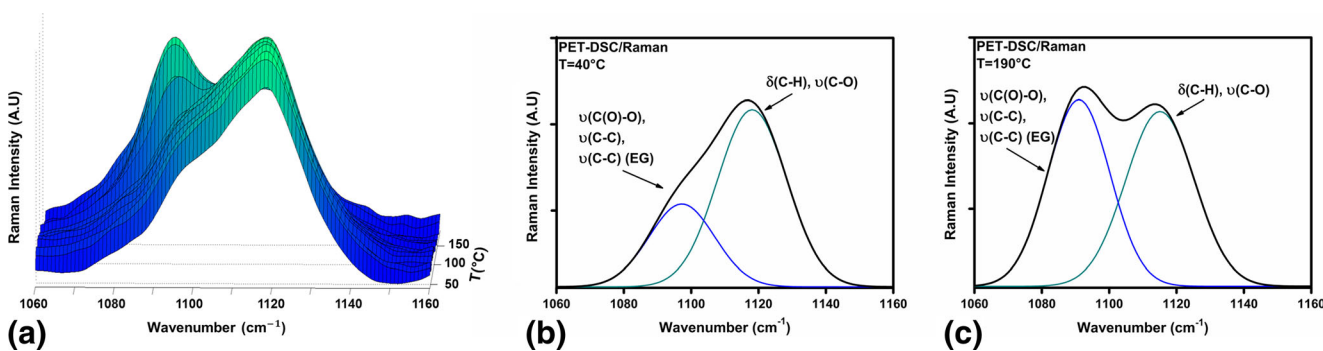 Raman Intensity (A.U)
150
100
50
T(°C)
1060 1080 1100 1120 1140 1160
Wavenumber (cm⁻¹)
(a)
PET-DSC/Raman
T=40°C
δ(C-H), υ(C-O)
υ(C(O)-O),
υ(C-C),
υ(C-C) (EG)
Raman Intensity (A.U)
1060 1080 1100 1120 1140 1160
Wavenumber (cm⁻¹)
(b)
PET-DSC/Raman
T=190°C
υ(C(O)-O),
υ(C-C),
υ(C-C) (EG)
δ(C-H), υ(C-O)
Raman Intensity (A.U)
1060 1080 1100 1120 1140 1160
Wavenumber (cm⁻¹)
(c)